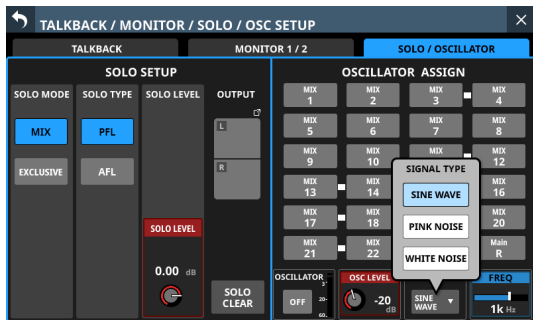 TALKBACK / MONITOR / SOLO / OSC SETUP
TALKBACK
MONITOR 1 / 2
SOLO / OSCILLATOR
SOLO SETUP
SOLO MODE
SOLO TYPE
SOLO LEVEL
OUTPUT
MIX
EXCLUSIVE
PFL
AFL
SOLO LEVEL
0.00 dB
L
R
SOLO
CLEAR
OSCILLATOR ASSIGN
MIX
1
MIX
2
MIX
3
MIX
4
MIX
5
MIX
6
MIX
7
MIX
8
MIX
9
MIX
10
MIX
MIX
12
MIX
13
MIX
14
MIX
16
MIX
17
MIX
18
MIX
20
MIX
21
MIX
22
Main
R
SIGNAL TYPE
SINE WAVE
PINK NOISE
WHITE NOISE
OSCILLATOR
OFF
3
20-
60.
OSC LEVEL
-20
dB
SINE
WAVE
FREQ
1k Hz